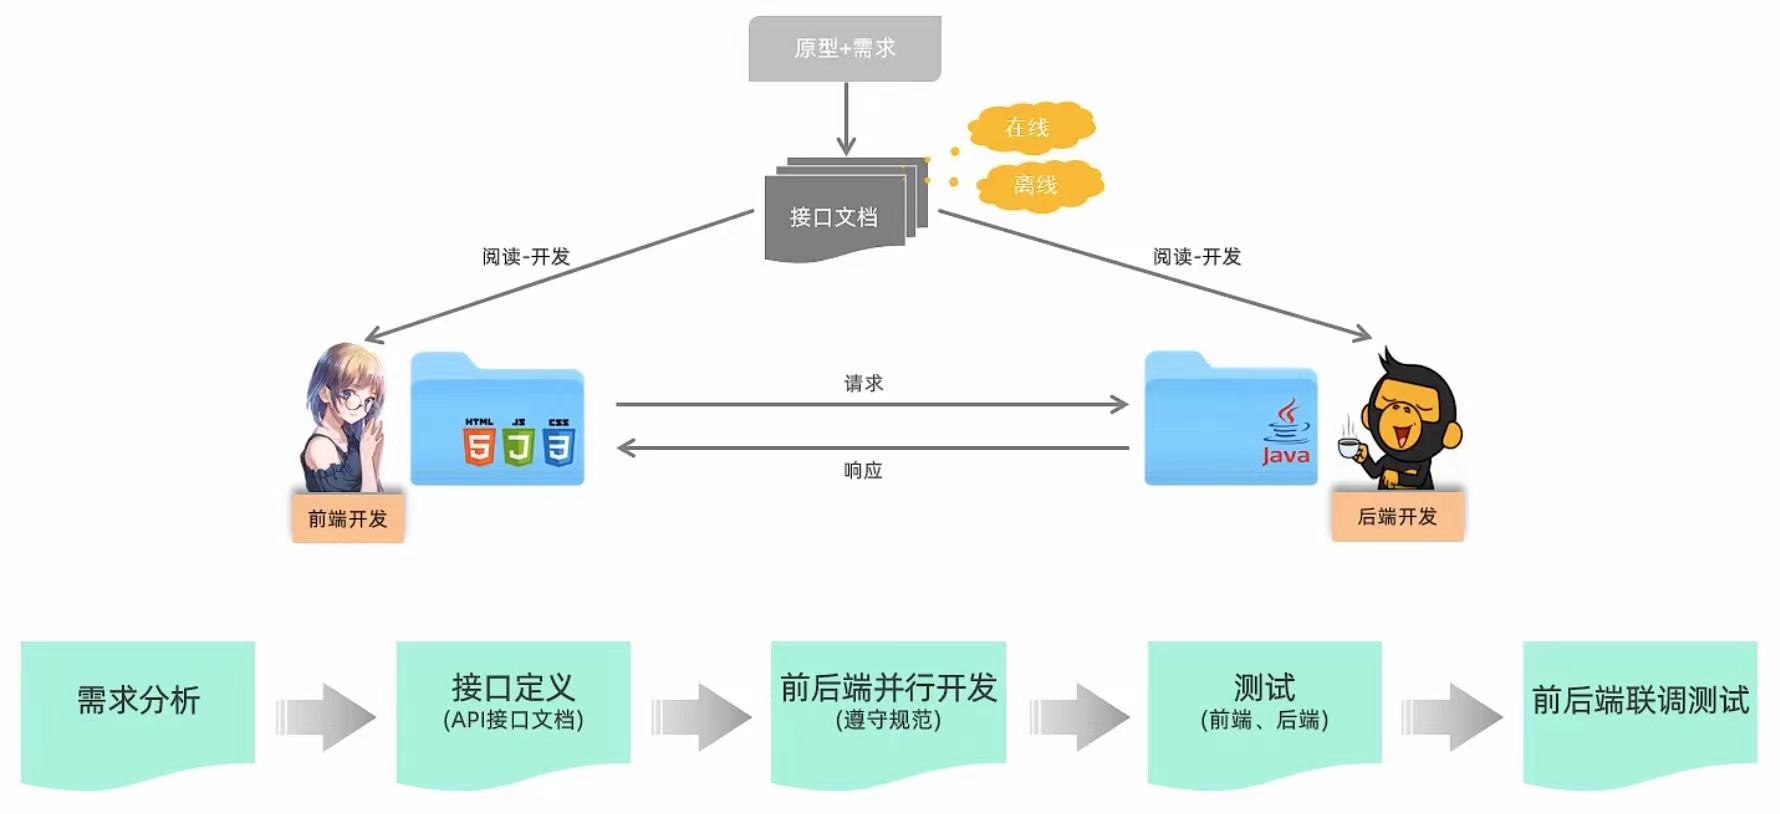 原型+需求
在线
离线
接口文档
阅读-开发
阅读-开发
请求
HTML
JS
CSS
5
J
3
Java
响应
前端开发
后端开发
需求分析
接口定义
(API接口文档)
前后端并行开发
(遵守规范)
测试
(前端、后端)
前后端联调测试